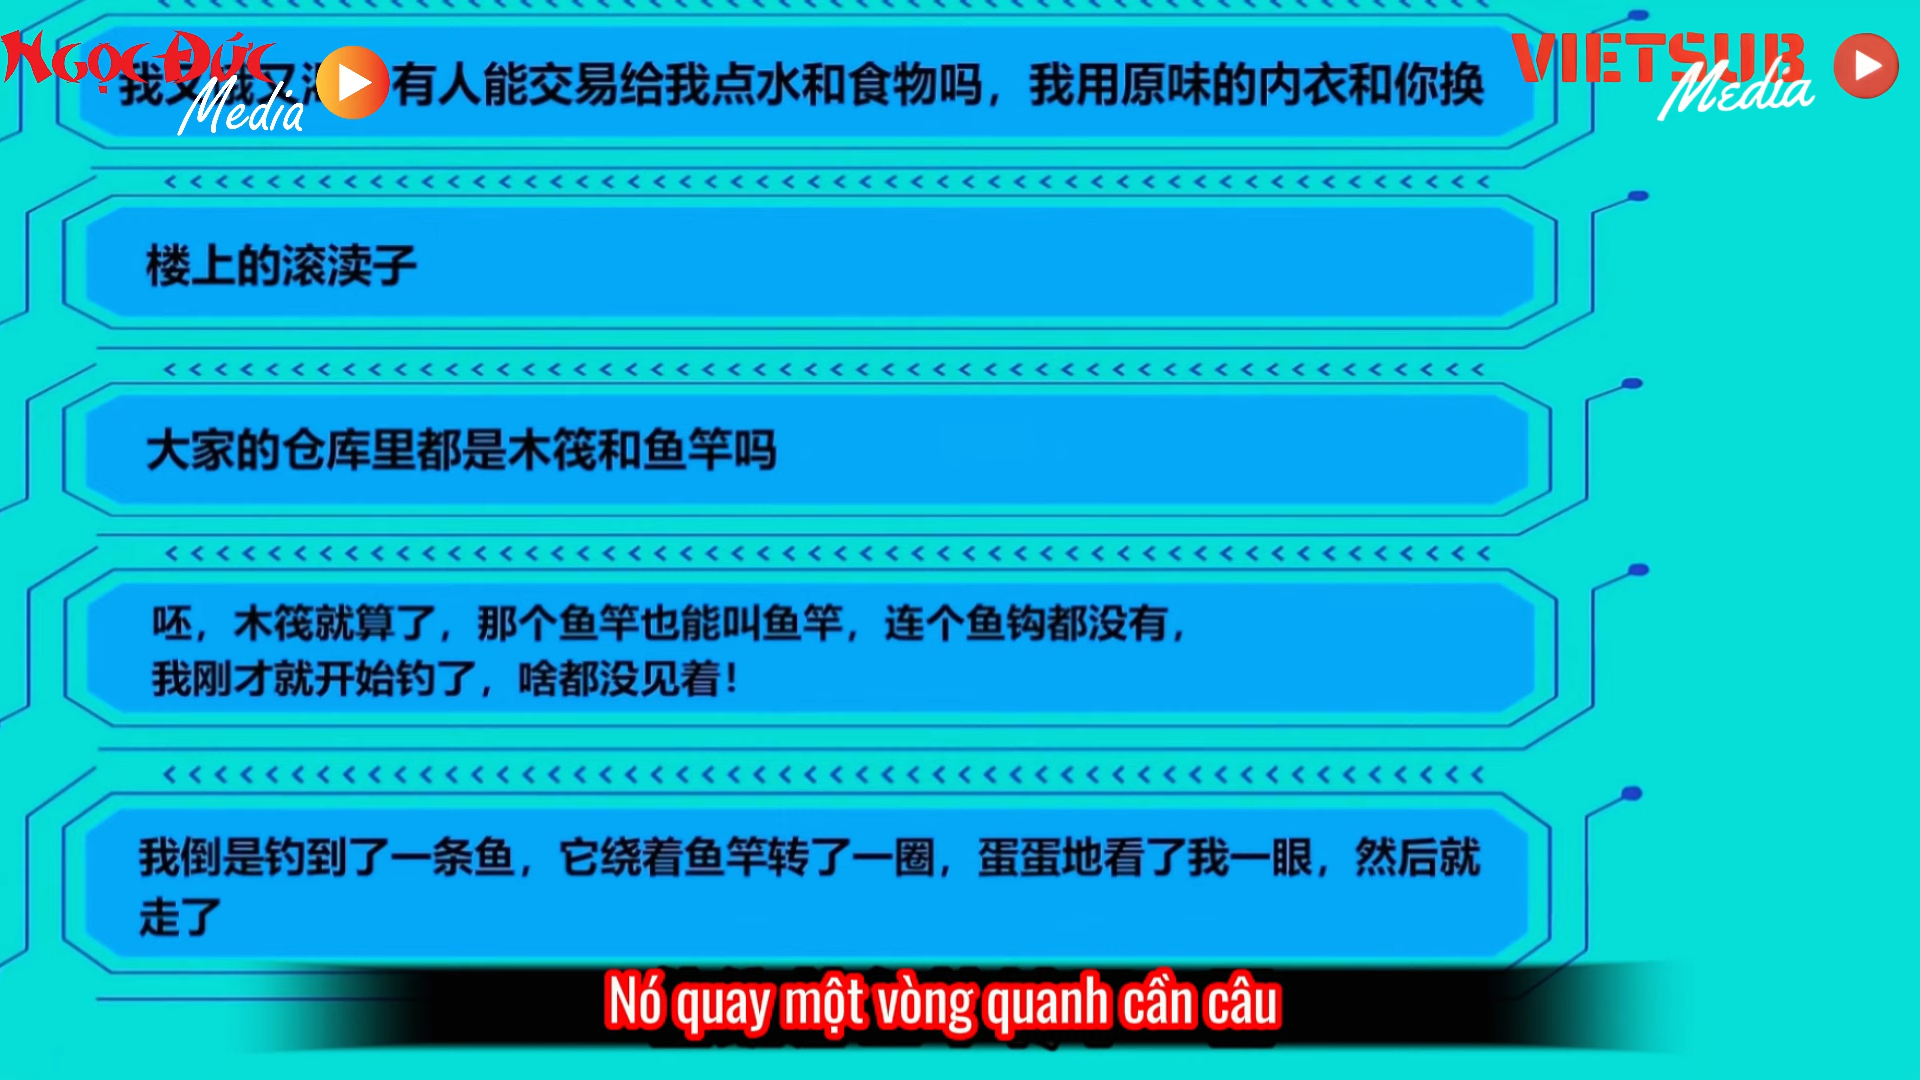 NGỌC ĐỨC
Media
VIETSUB
Media
我又 又 有人能交易给我点水和食物吗，我用原味的内衣和你换
楼上的滚渎子
大家的仓库里都是木筏和鱼竿吗
呸，木筏就算了，那个鱼竿也能叫鱼竿，连个鱼钩都没有，
我刚才就开始钓了，啥都没见着！
我倒是钓到了一条鱼，它绕着鱼竿转了一圈，蛋蛋地看了我一眼，然后就
走了
Nó quay một vòng quanh cần câu